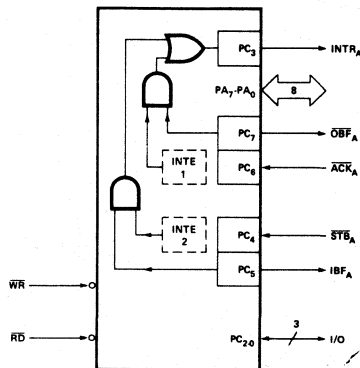 PC3 INTRA
PA7-PA0 8
PC7 OBFA
INTE 1 PC6 ACKA
INTE 2 PC4 STBA
PC5 IBFA
WR
RD PC2-0 3 I/O